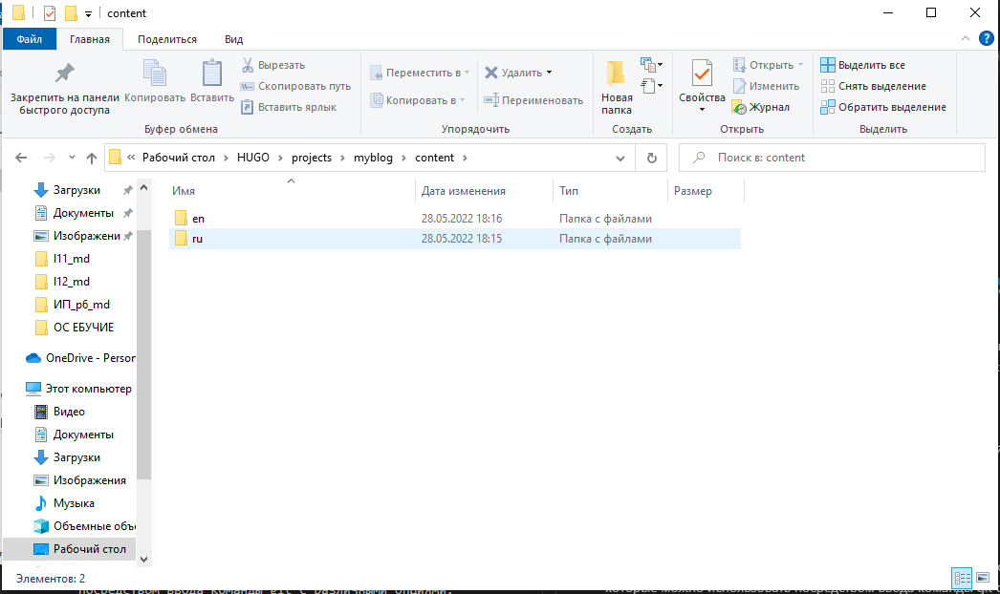 content
Файл Главная Поделиться Вид
Закрепить на панели быстрого доступа
Копировать
Вставить
Вырезать
Скопировать путь
Вставить ярлык
Буфер обмена
Переместить в
Копировать в
Удалить
Переименовать
Упорядочить
Новая папка
Создать
Свойства
Открыть
Изменить
Журнал
Открыть
Выделить все
Снять выделение
Обратить выделение
Выделить
« Рабочий стол > HUGO > projects > myblog > content >
Поиск в: content
Загрузки
Документы
Изображени
l11_md
l12_md
ИП_рб_md
ОС ЕБУЧИЕ
OneDrive - Person
Этот компьютер
Видео
Документы
Загрузки
Изображения
Музыка
Объемные объ
Рабочий стол
Имя Дата изменения Тип Размер
en 28.05.2022 18:16 Папка с файлами
ru 28.05.2022 18:15 Папка с файлами
Элементов: 2